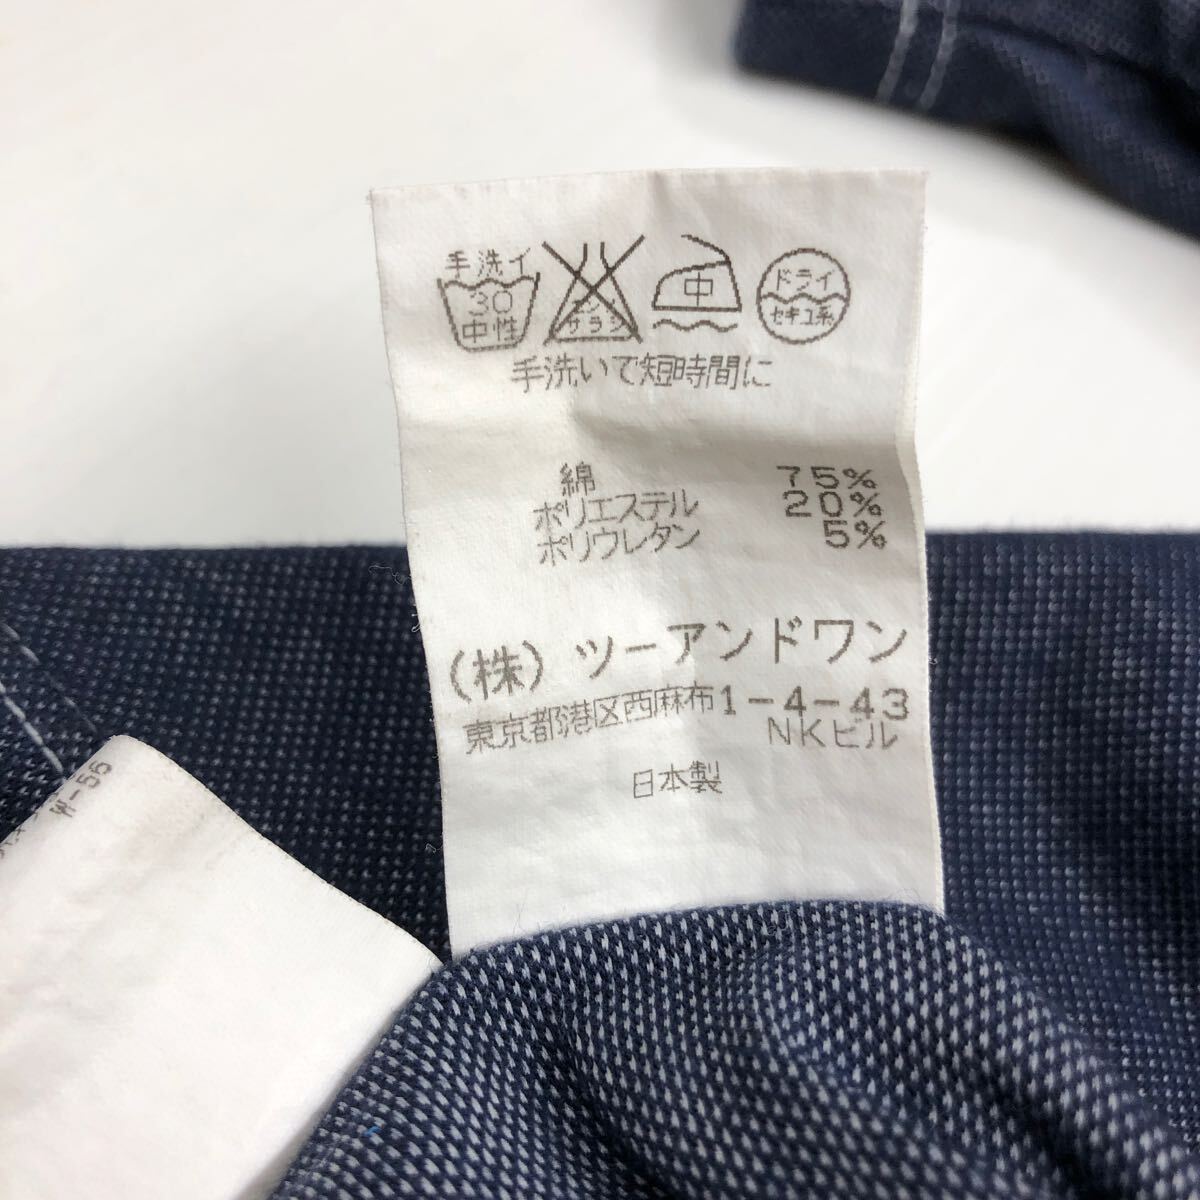 手洗イ
30
中性
サラシ
中
ドライ
セキユ系
手洗いで短時間に
綿 75%
ポリエステル 20%
ポリウレタン 5%
(株) ツーアンドワン
東京都港区西麻布1-4-43
NKビル
日本製